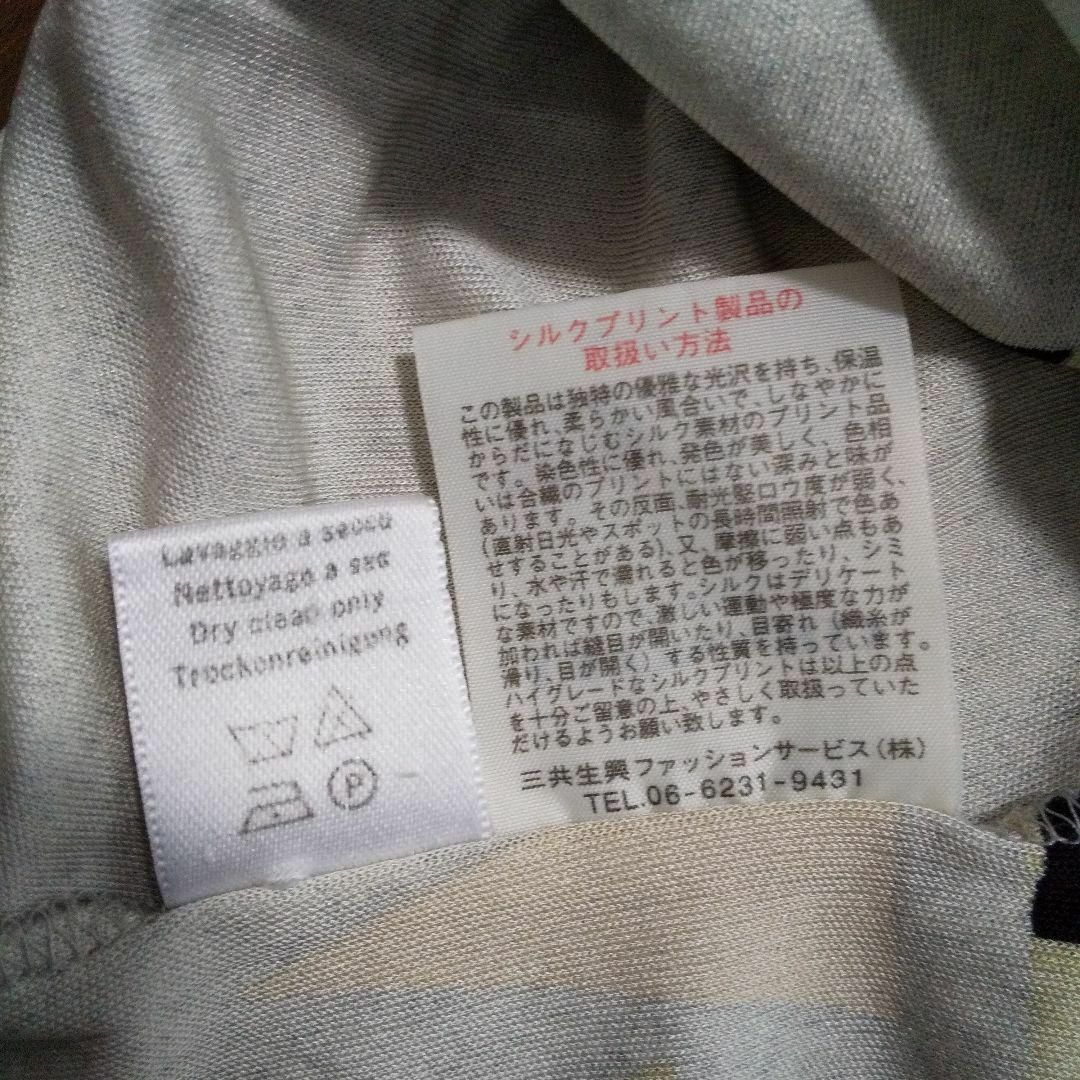 Lavaggio a secco
Nettoyage a sec
Dry clean only
Trockenreinigung
P
シルクプリント製品の
取扱い方法
この製品は独特の優雅な光沢を持ち、保温
性に優れ、柔らかい風合いで、しなやかに
からだになじむシルク素材のプリント品
です。染色性に優れ、発色が美しく、色相
いは合繊のプリントにはない深みと味が
あります。その反面、耐光堅ロウ度が弱く、
(直射日光やスポットの長時間照射で色あ
せすることがある)、又、摩擦に弱い点もあ
り、水や汗で濡れると色が移ったり、シミ
になったりもします。シルクはデリケート
な素材ですので、激しい運動や極度な力が
加われば縫目が開いたり、目寄れ(織糸が
滑り、目が開く)する性質を持っています。
ハイグレードなシルクプリントは以上の点
を十分ご留意の上、やさしく取扱っていた
だけるようお願い致します。
三共生興ファッションサービス(株)
TEL.06-6231-9431